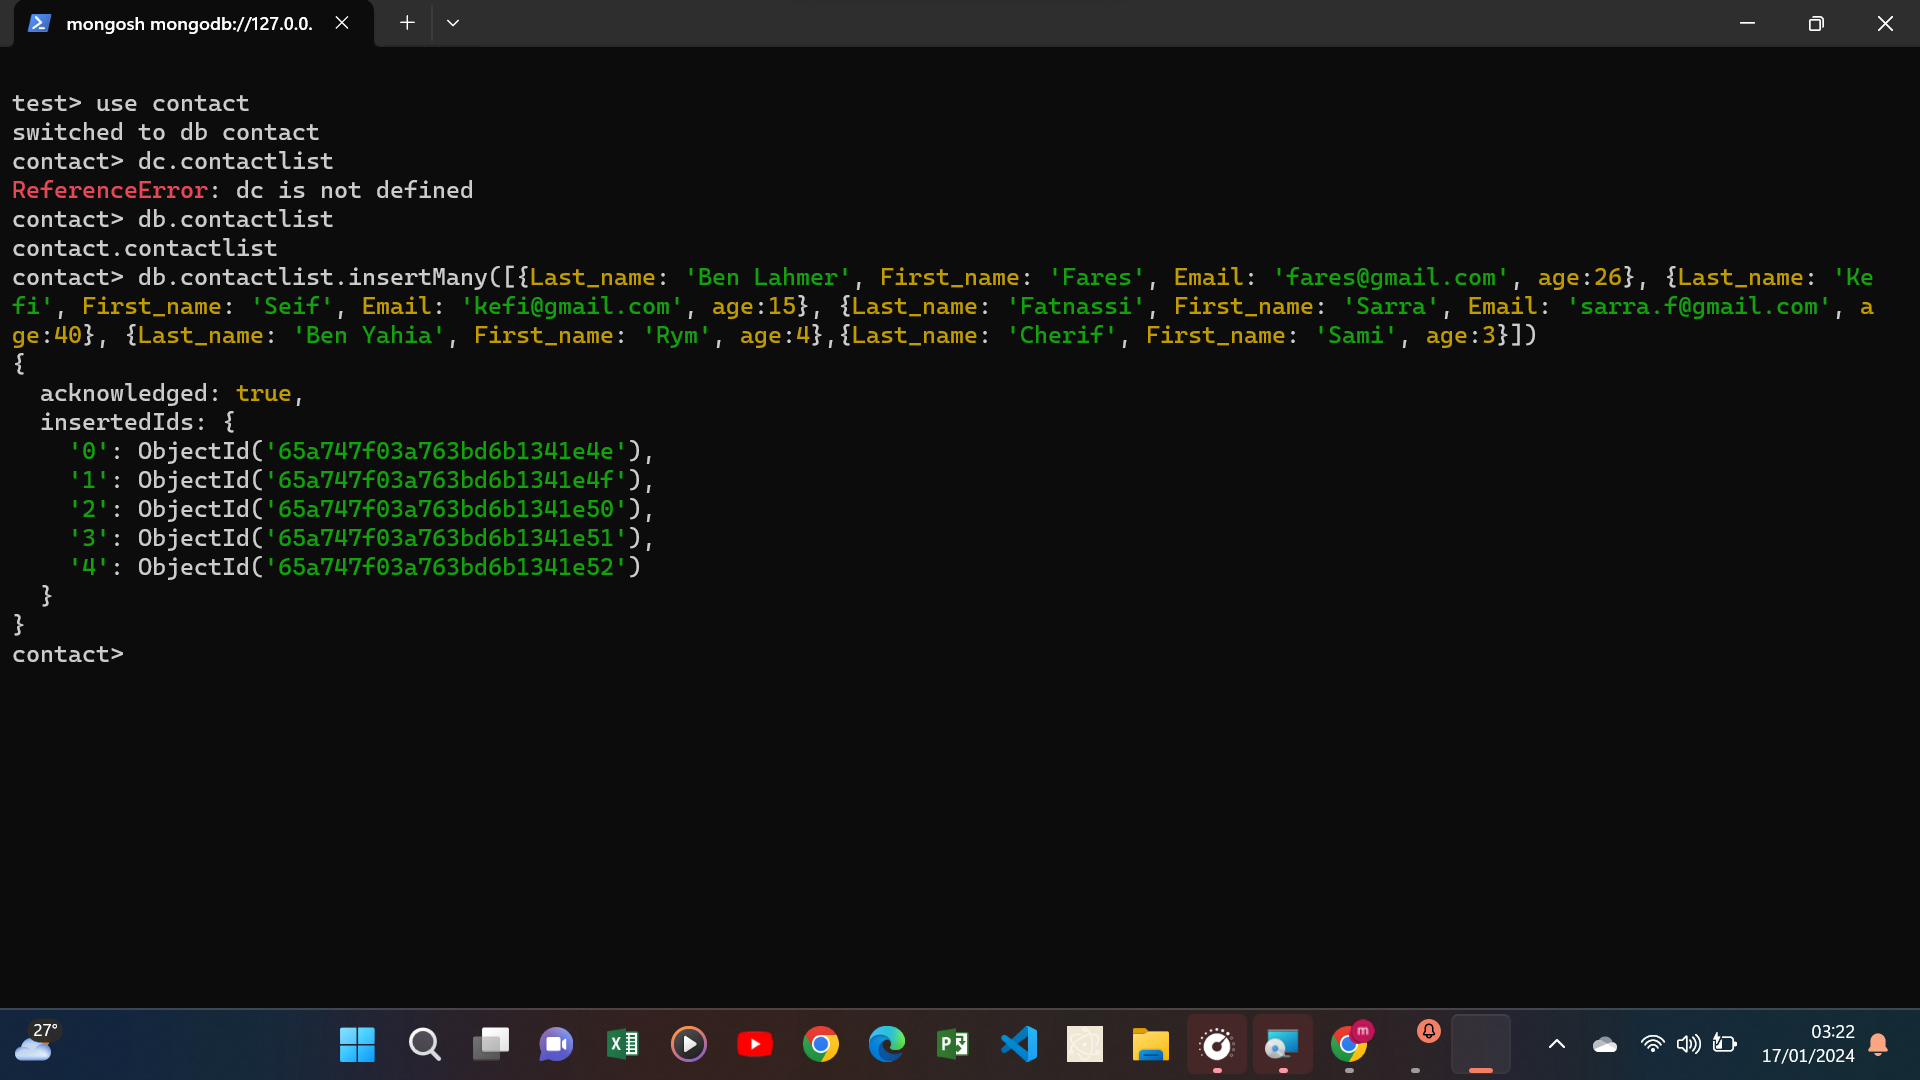 mongosh mongodb://127.0.0.
test> use contact
switched to db contact
contact> dc.contactlist
ReferenceError: dc is not defined
contact> db.contactlist
contact.contactlist
contact> db.contactlist.insertMany([{Last_name: 'Ben Lahmer', First_name: 'Fares', Email: 'fares@gmail.com', age:26}, {Last_name: 'Ke
fi', First_name: 'Seif', Email: 'kefi@gmail.com', age:15}, {Last_name: 'Fatnassi', First_name: 'Sarra', Email: 'sarra.f@gmail.com', a
ge:40}, {Last_name: 'Ben Yahia', First_name: 'Rym', age:4},{Last_name: 'Cherif', First_name: 'Sami', age:3}])
{
  acknowledged: true,
  insertedIds: {
    '0': ObjectId('65a747f03a763bd6b1341e4e'),
    '1': ObjectId('65a747f03a763bd6b1341e4f'),
    '2': ObjectId('65a747f03a763bd6b1341e50'),
    '3': ObjectId('65a747f03a763bd6b1341e51'),
    '4': ObjectId('65a747f03a763bd6b1341e52')
  }
}
contact>
27°
m
03:22
17/01/2024